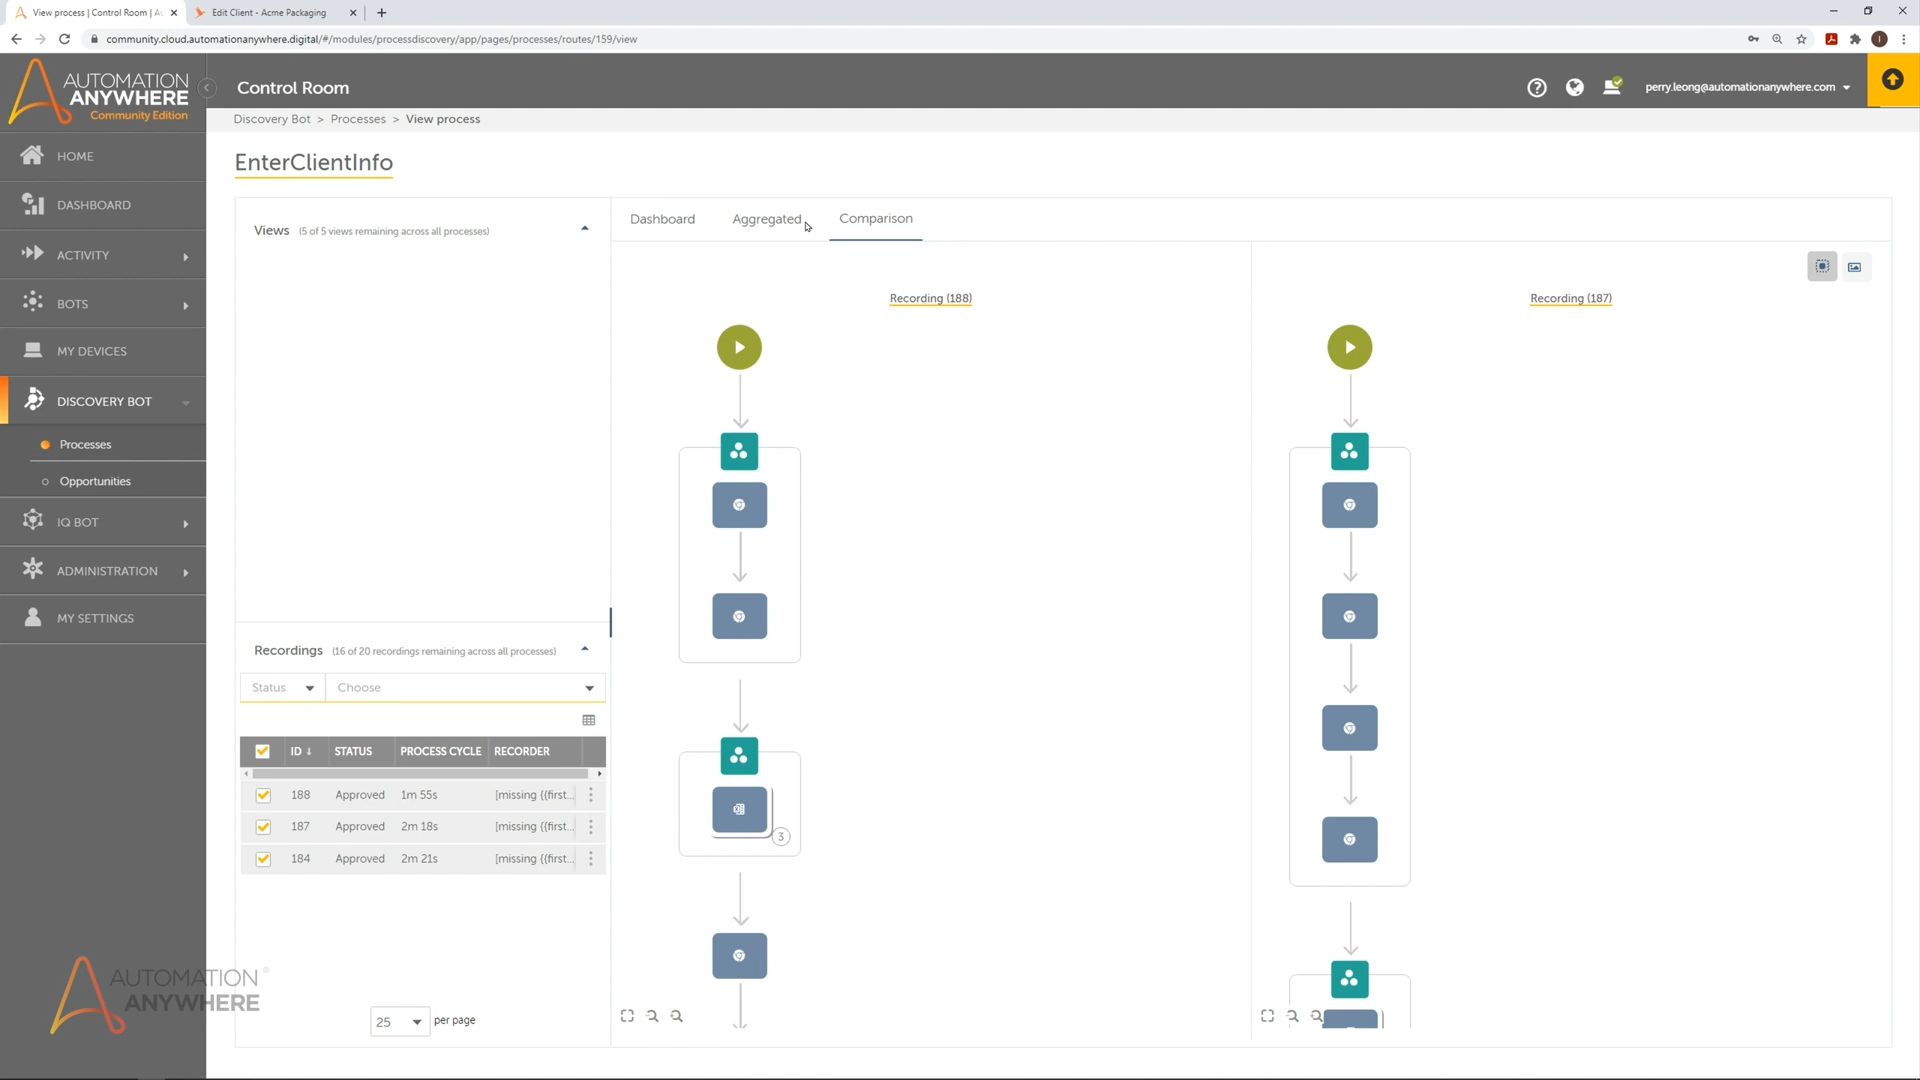 View process | Control Room | Au
Edit Client - Acme Packaging
community.cloud.automationanywhere.digital/#/modules/processdiscovery/app/pages/processes/routes/159/view
AUTOMATION
ANYWHERE
Community Edition
Control Room
perry.leong@automationanywhere.com
Discovery Bot > Processes > View process
HOME
DASHBOARD
ACTIVITY
BOTS
MY DEVICES
DISCOVERY BOT
Processes
Opportunities
IQ BOT
ADMINISTRATION
MY SETTINGS
EnterClientInfo
Views (5 of 5 views remaining across all processes)
Dashboard
Aggregated
Comparison
Recording (188)
Recording (187)
3
Recordings (16 of 20 recordings remaining across all processes)
Status
Choose
ID STATUS PROCESS CYCLE RECORDER
188 Approved 1m 55s [missing {{first...
187 Approved 2m 18s [missing {{first...
184 Approved 2m 21s [missing {{first...
25 per page
AUTOMATION
ANYWHERE